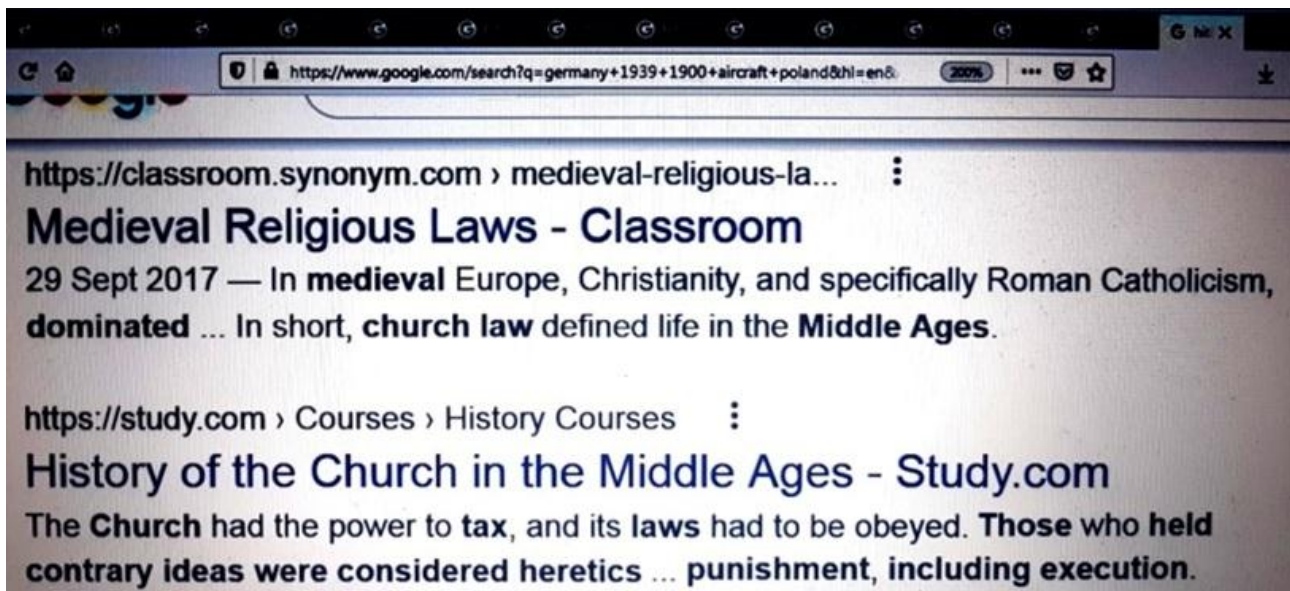 G hit X
https://www.google.com/search?q=germany+1939+1900+aircraft+poland&hl=en& 200%
https://classroom.synonym.com › medieval-religious-la...
Medieval Religious Laws - Classroom
29 Sept 2017 — In medieval Europe, Christianity, and specifically Roman Catholicism,
dominated ... In short, church law defined life in the Middle Ages.
https://study.com › Courses › History Courses
History of the Church in the Middle Ages - Study.com
The Church had the power to tax, and its laws had to be obeyed. Those who held
contrary ideas were considered heretics ... punishment, including execution.